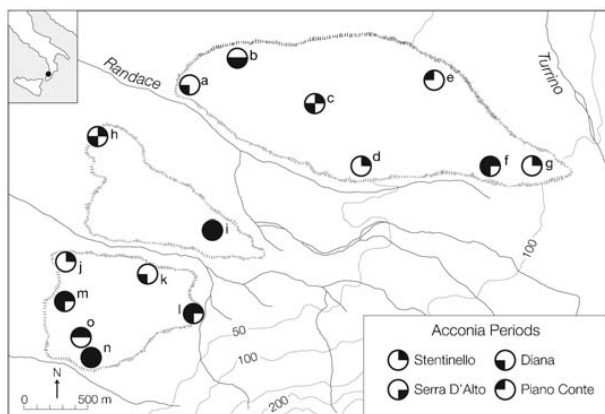 Randace
Turrino
a
b
c
d
e
f
g
h
i
j
k
l
m
n
o
100
50
100
200
N
0 500 m
Acconia Periods
Stentinello
Diana
Serra D'Alto
Piano Conte